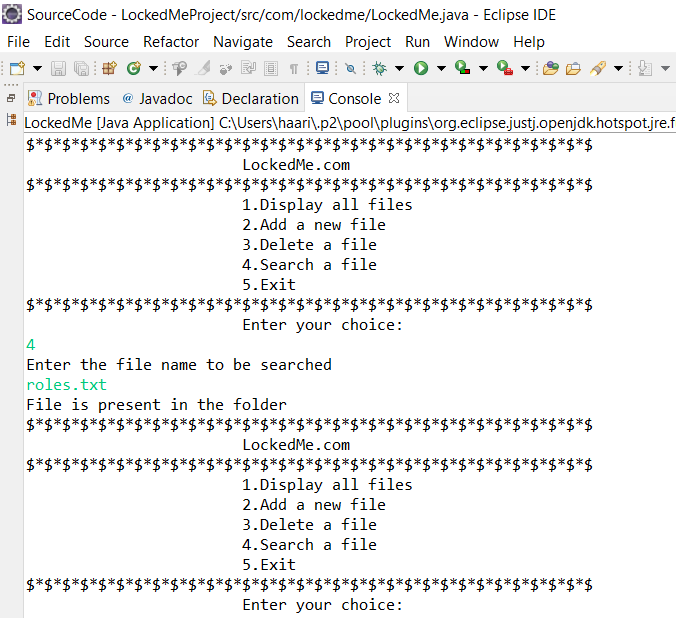 SourceCode - LockedMeProject/src/com/lockedme/LockedMe.java - Eclipse IDE
File Edit Source Refactor Navigate Search Project Run Window Help
Problems @ Javadoc Declaration Console
LockedMe [Java Application] C:\Users\haari\.p2\pool\plugins\org.eclipse.justj.openjdk.hotspot.jre.f
$*$*$*$*$*$*$*$*$*$*$*$*$*$*$*$*$*$*$*$*$*$*$*$*$*$*$*$*$*$*$*$
LockedMe.com
$*$*$*$*$*$*$*$*$*$*$*$*$*$*$*$*$*$*$*$*$*$*$*$*$*$*$*$*$*$*$*$
1.Display all files
2.Add a new file
3.Delete a file
4.Search a file
5.Exit
$*$*$*$*$*$*$*$*$*$*$*$*$*$*$*$*$*$*$*$*$*$*$*$*$*$*$*$*$*$*$*$
Enter your choice:
4
Enter the file name to be searched
roles.txt
File is present in the folder
$*$*$*$*$*$*$*$*$*$*$*$*$*$*$*$*$*$*$*$*$*$*$*$*$*$*$*$*$*$*$*$
LockedMe.com
$*$*$*$*$*$*$*$*$*$*$*$*$*$*$*$*$*$*$*$*$*$*$*$*$*$*$*$*$*$*$*$
1.Display all files
2.Add a new file
3.Delete a file
4.Search a file
5.Exit
$*$*$*$*$*$*$*$*$*$*$*$*$*$*$*$*$*$*$*$*$*$*$*$*$*$*$*$*$*$*$*$
Enter your choice: